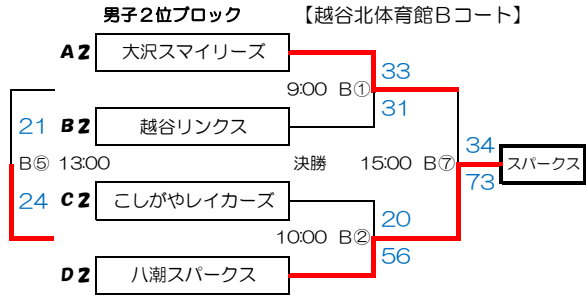 男子２位ブロック 【越谷北体育館Ｂコート】
A2 大沢スマイリーズ
33
9:00 B①
31
21 B2 越谷リンクス
34
B⑤ 13:00 決勝 15:00 B⑦ スパークス
73
24 C2 こしがやレイカーズ
20
10:00 B②
56
D2 八潮スパークス